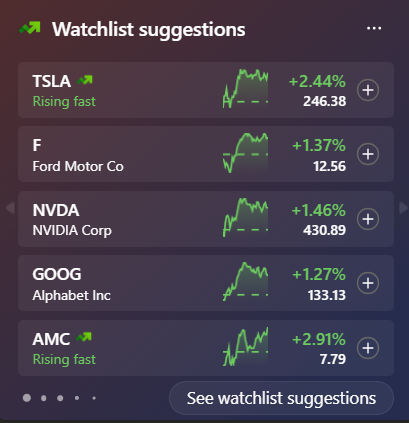 Watchlist suggestions
TSLA
+2.44%
Rising fast
246.38
F
+1.37%
Ford Motor Co
12.56
NVDA
+1.46%
NVIDIA Corp
430.89
GOOG
+1.27%
Alphabet Inc
133.13
AMC
+2.91%
Rising fast
7.79
See watchlist suggestions